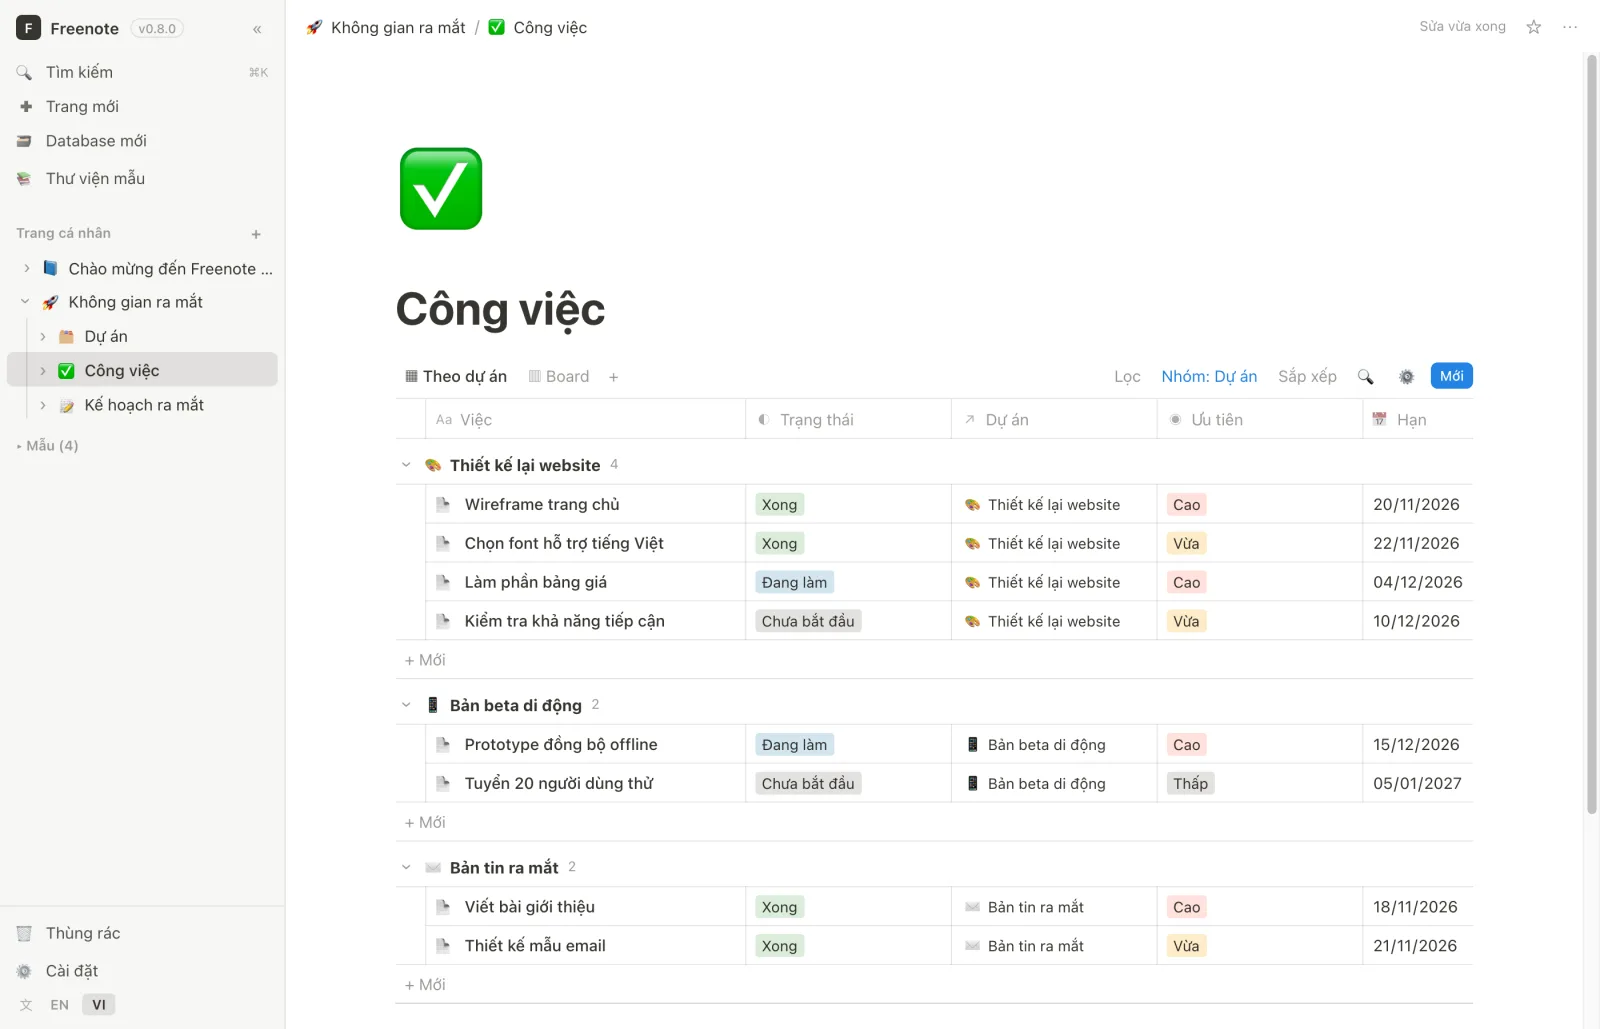 F Freenote v0.8.0 «
Tìm kiếm ⌘K
Trang mới
Database mới
Thư viện mẫu
Trang cá nhân +
Chào mừng đến Freenote ...
Không gian ra mắt
Dự án
Công việc
Kế hoạch ra mắt
Mẫu (4)
Thùng rác
Cài đặt
文 EN VI
Không gian ra mắt / Công việc
Sửa vừa xong
Công việc
Theo dự án Board +
Lọc Nhóm: Dự án Sắp xếp Mới
Aa Việc Trạng thái Dự án Ưu tiên Hạn
Thiết kế lại website 4
Wireframe trang chủ Xong Thiết kế lại website Cao 20/11/2026
Chọn font hỗ trợ tiếng Việt Xong Thiết kế lại website Vừa 22/11/2026
Làm phần bảng giá Đang làm Thiết kế lại website Cao 04/12/2026
Kiểm tra khả năng tiếp cận Chưa bắt đầu Thiết kế lại website Vừa 10/12/2026
+ Mới
Bản beta di động 2
Prototype đồng bộ offline Đang làm Bản beta di động Cao 15/12/2026
Tuyển 20 người dùng thử Chưa bắt đầu Bản beta di động Thấp 05/01/2027
+ Mới
Bản tin ra mắt 2
Viết bài giới thiệu Xong Bản tin ra mắt Cao 18/11/2026
Thiết kế mẫu email Xong Bản tin ra mắt Vừa 21/11/2026
+ Mới